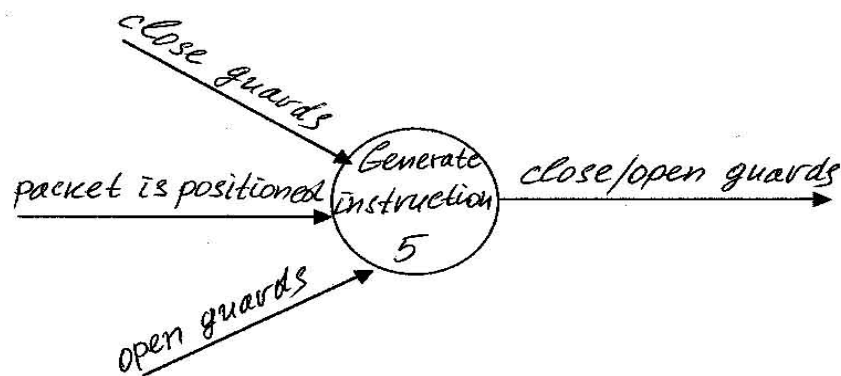 close guards
packet is positioned
open guards
Generate
instruction
5
close/open guards